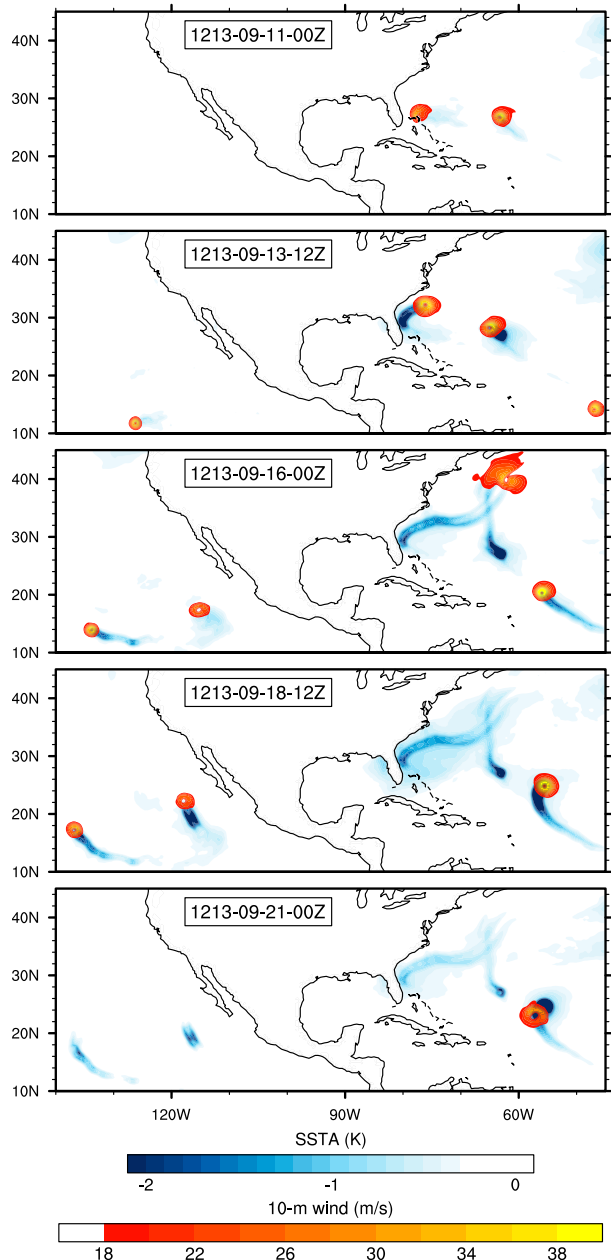 40N
1213-09-11-00Z
30N
20N
10N
40N
1213-09-13-12Z
30N
20N
10N
40N
1213-09-16-00Z
30N
20N
10N
40N
1213-09-18-12Z
30N
20N
10N
40N
1213-09-21-00Z
30N
20N
10N
120W 90W 60W
SSTA (K)
-2 -1 0
10-m wind (m/s)
18 22 26 30 34 38